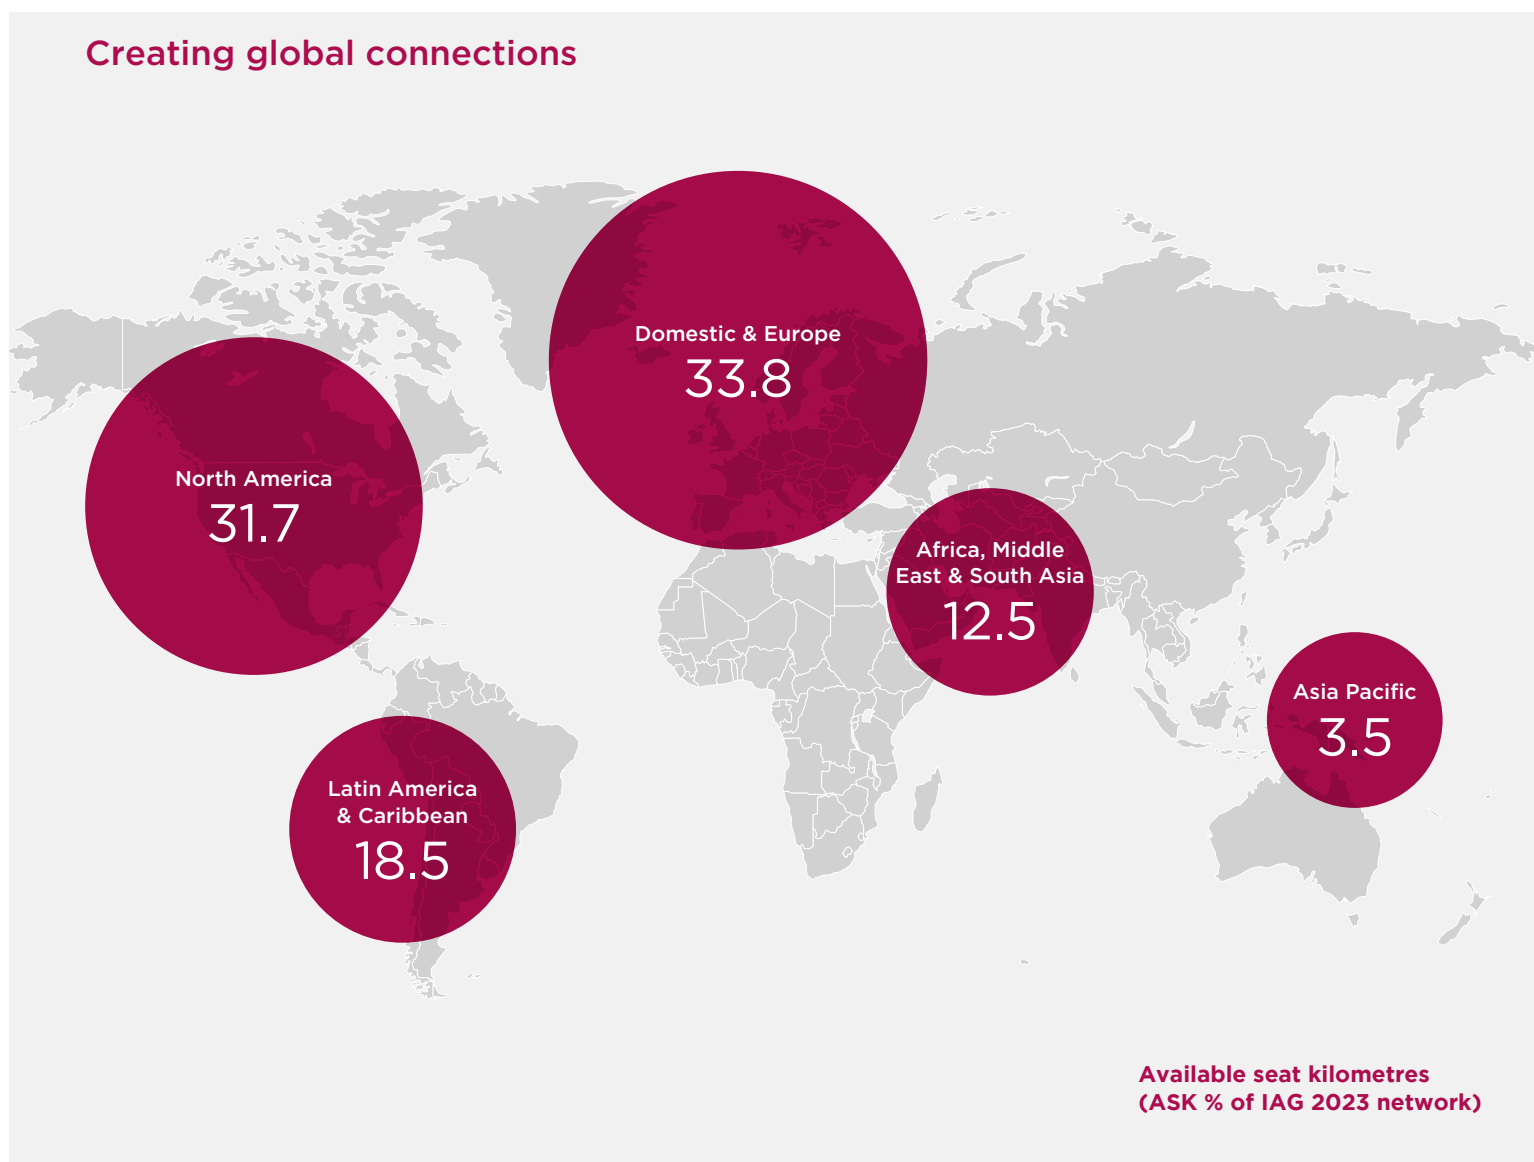 Creating global connections
Domestic & Europe
33.8
North America
31.7
Africa, Middle
East & South Asia
12.5
Asia Pacific
3.5
Latin America
& Caribbean
18.5
Available seat kilometres
(ASK % of IAG 2023 network)